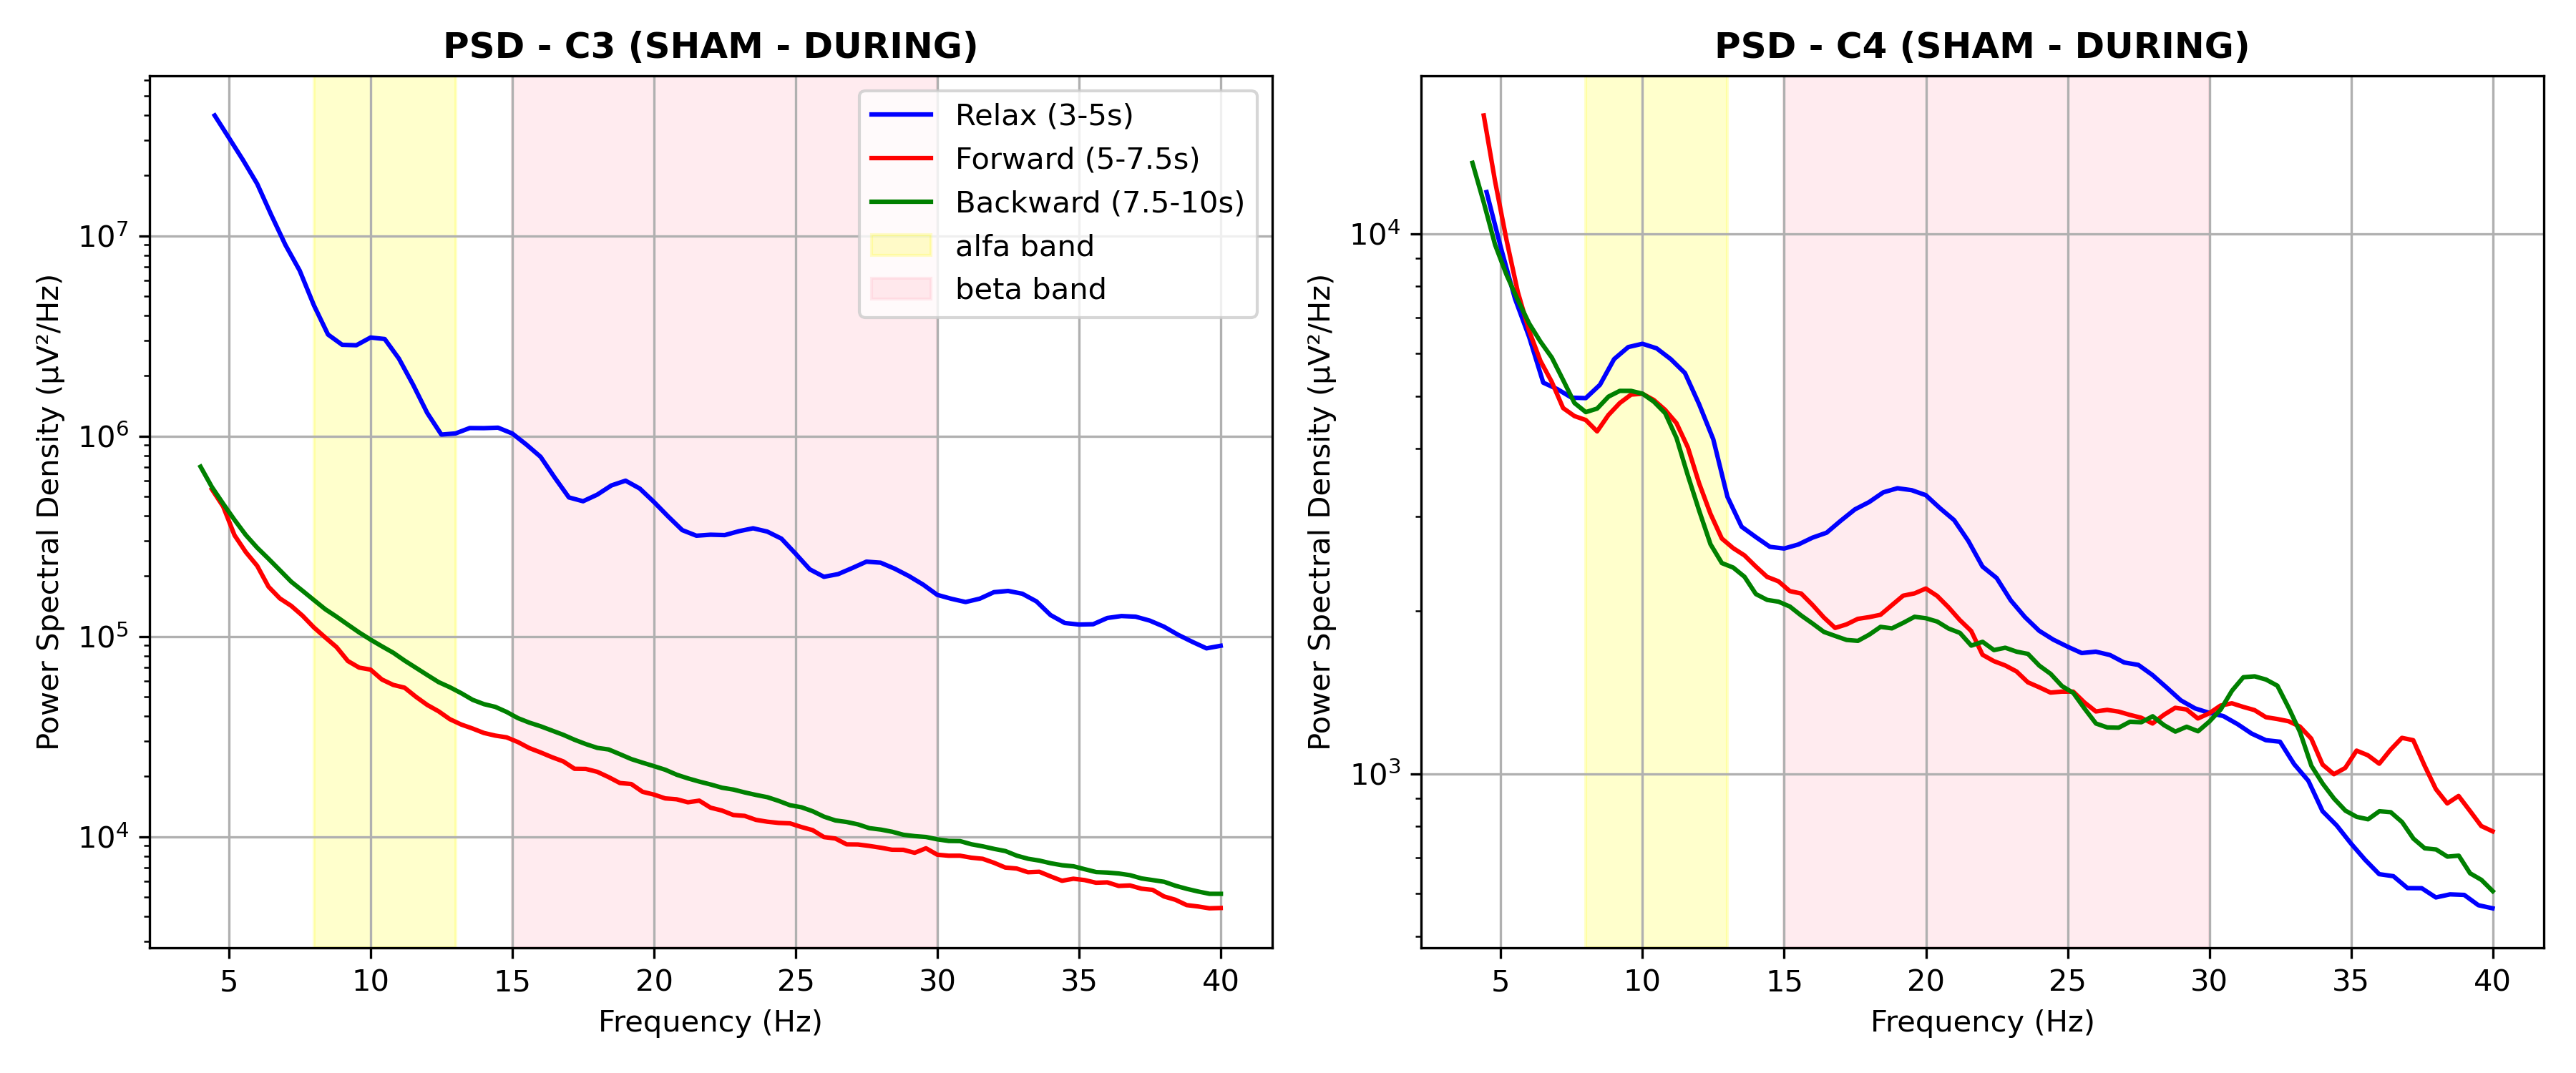 PSD - C3 (SHAM - DURING)
Power Spectral Density (µV²/Hz)
10⁷
10⁶
10⁵
10⁴
5 10 15 20 25 30 35 40
Frequency (Hz)
Relax (3-5s)
Forward (5-7.5s)
Backward (7.5-10s)
alfa band
beta band
PSD - C4 (SHAM - DURING)
Power Spectral Density (µV²/Hz)
10⁴
10³
5 10 15 20 25 30 35 40
Frequency (Hz)